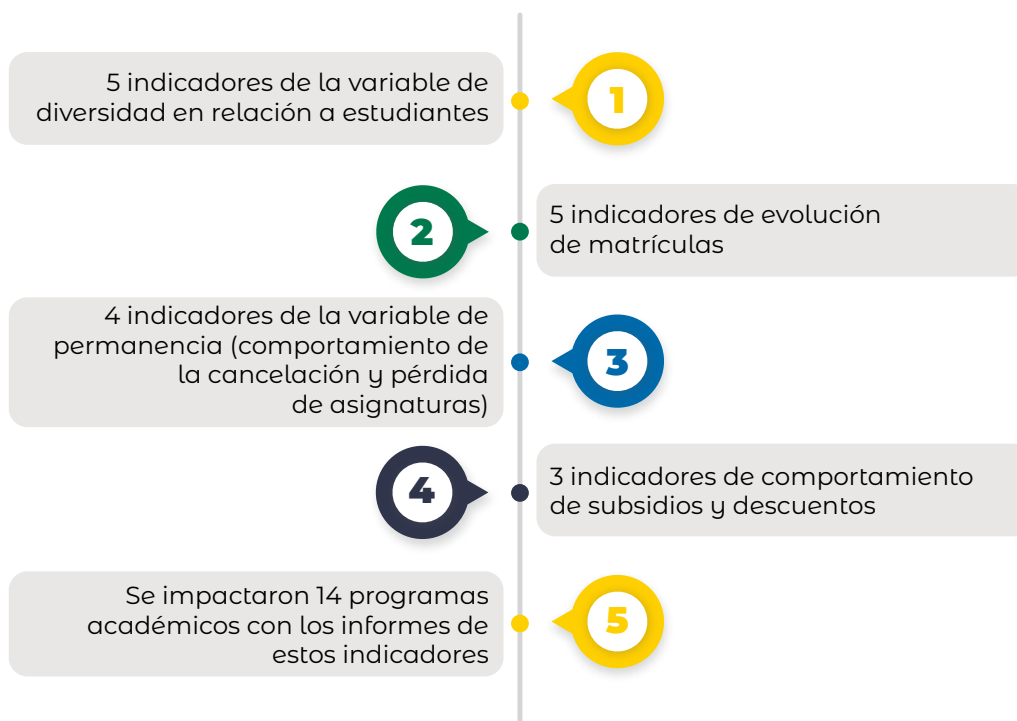 5 indicadores de la variable de
diversidad en relación a estudiantes
1
2
5 indicadores de evolución
de matrículas
4 indicadores de la variable de
permanencia (comportamiento de
la cancelación y pérdida
de asignaturas)
3
4
3 indicadores de comportamiento
de subsidios y descuentos
Se impactaron 14 programas
académicos con los informes de
estos indicadores
5